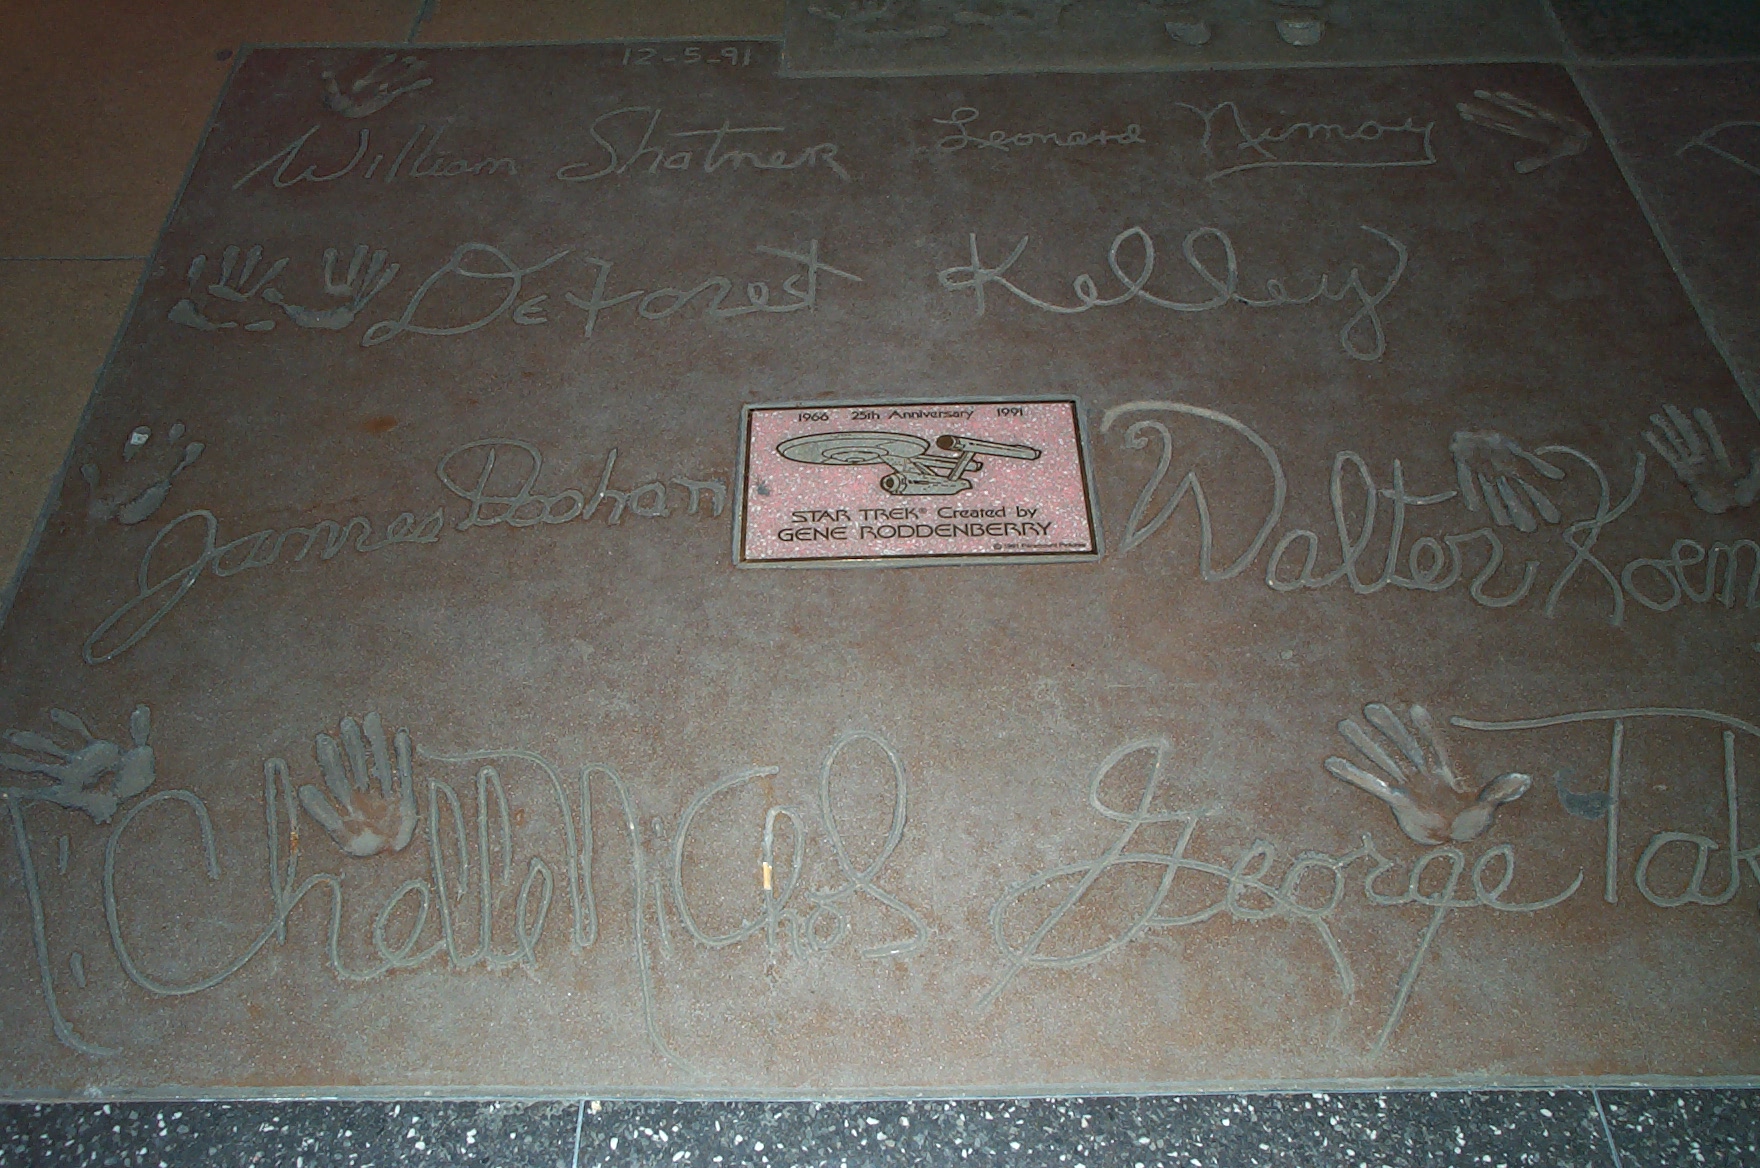 12-5-91
William Shatner Leonard Nimoy
DeForest Kelley
1966 25th Anniversary 1991
STAR TREK® Created by
GENE RODDENBERRY
James Doohan
Walter Koen
Nichelle Nichols
George Tak